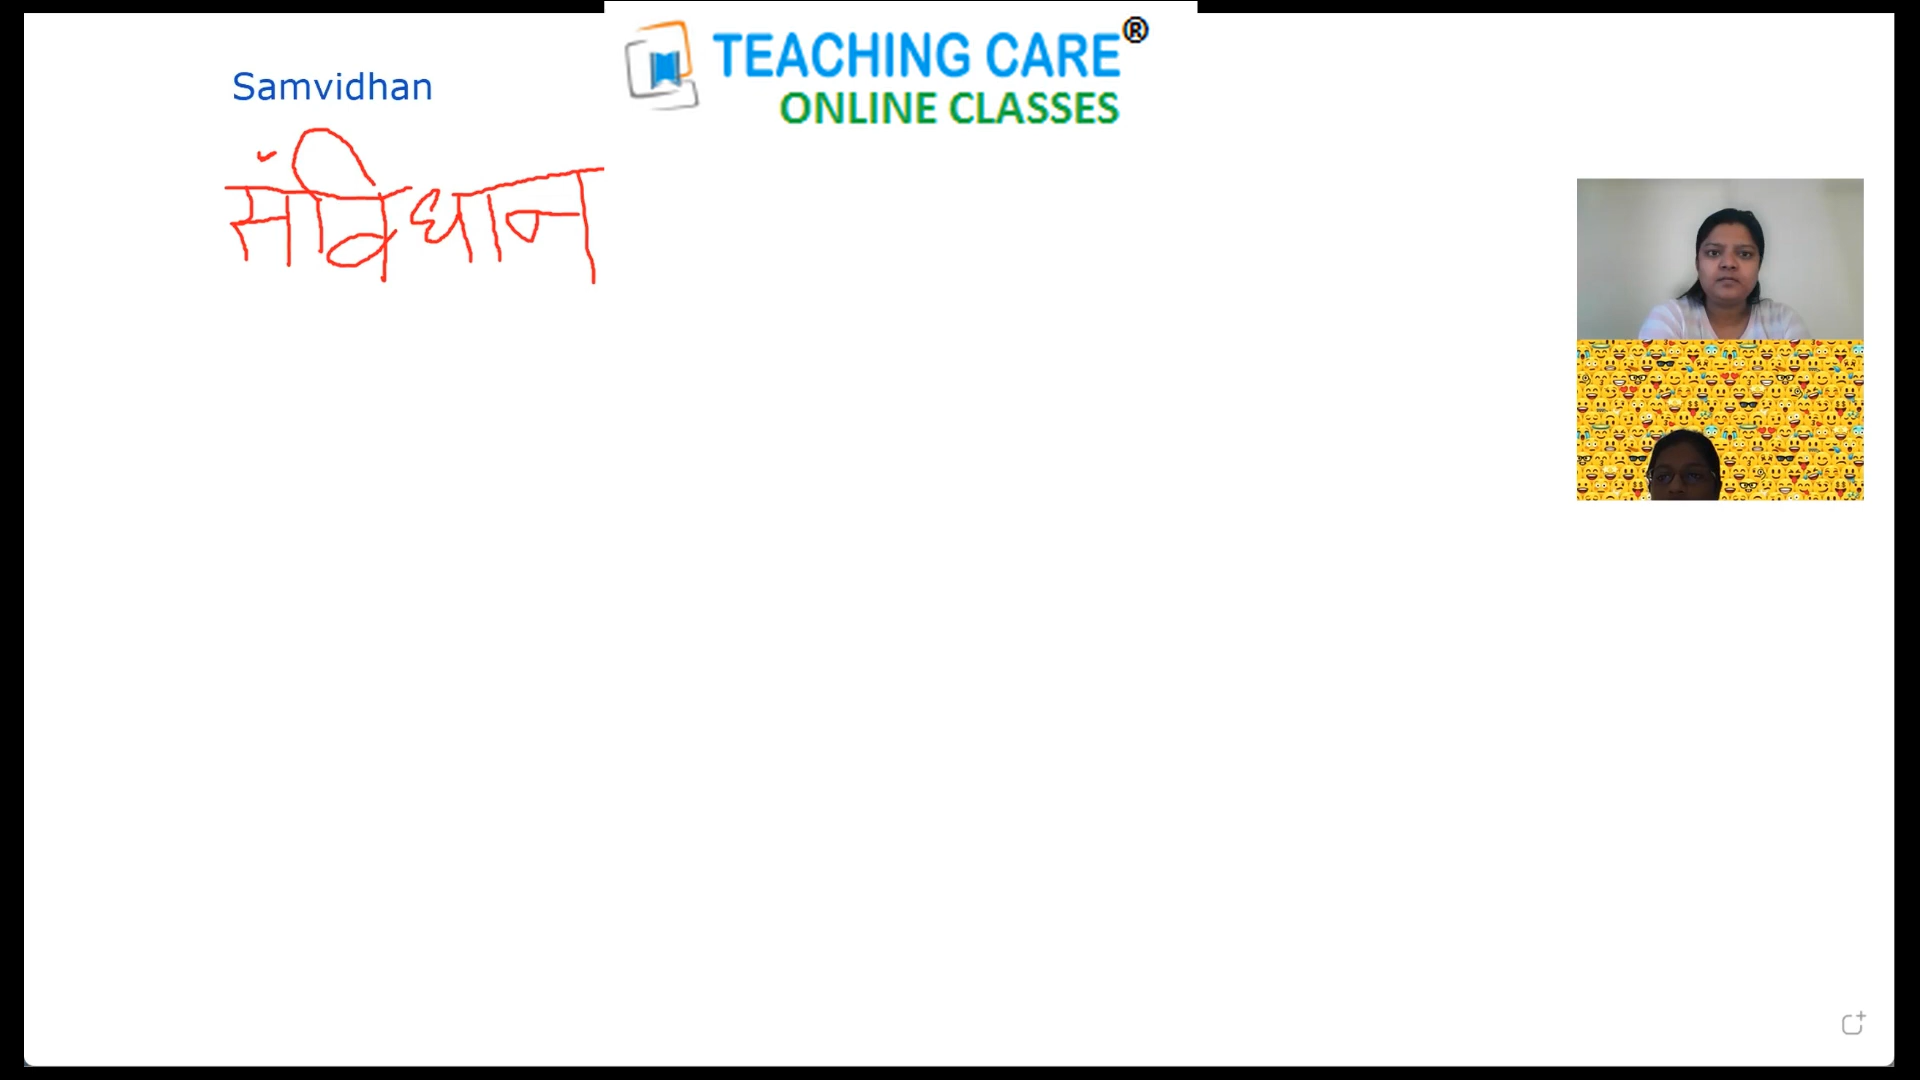 TEACHING CARE®
ONLINE CLASSES
Samvidhan
संविधान